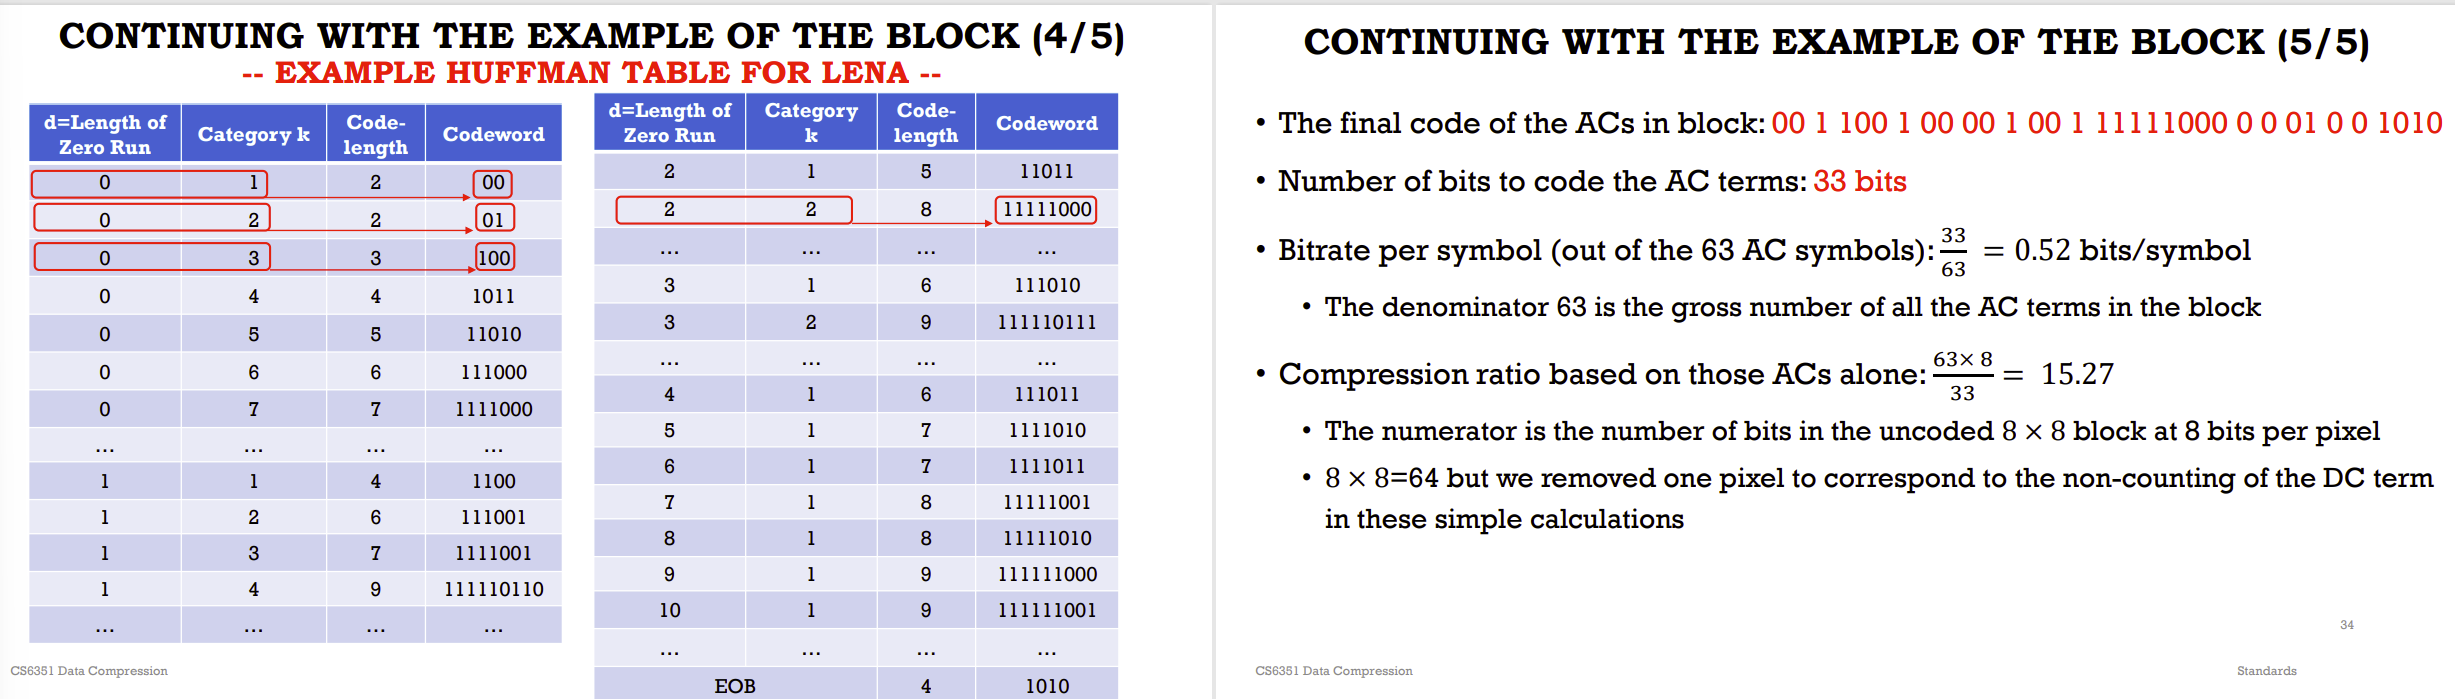 CONTINUING WITH THE EXAMPLE OF THE BLOCK (4/5)
-- EXAMPLE HUFFMAN TABLE FOR LENA --
d=Length of Zero Run Category k Code-length Codeword
0 1 2 00
0 2 2 01
0 3 3 100
0 4 4 1011
0 5 5 11010
0 6 6 111000
0 7 7 1111000
... ... ... ...
1 1 4 1100
1 2 6 111001
1 3 7 1111001
1 4 9 111110110
... ... ... ...
d=Length of Zero Run Category k Code-length Codeword
2 1 5 11011
2 2 8 11111000
... ... ... ...
3 1 6 111010
3 2 9 111110111
... ... ... ...
4 1 6 111011
5 1 7 1111010
6 1 7 1111011
7 1 8 11111001
8 1 8 11111010
9 1 9 111111000
10 1 9 111111001
... ... ... ...
EOB 4 1010
CS6351 Data Compression
CONTINUING WITH THE EXAMPLE OF THE BLOCK (5/5)
• The final code of the ACs in block: 00 1 100 1 00 00 1 00 1 11111000 0 0 01 0 0 1010
• Number of bits to code the AC terms: 33 bits
• Bitrate per symbol (out of the 63 AC symbols): 33/63 = 0.52 bits/symbol
• The denominator 63 is the gross number of all the AC terms in the block
• Compression ratio based on those ACs alone: 63× 8/33 = 15.27
• The numerator is the number of bits in the uncoded 8 × 8 block at 8 bits per pixel
• 8 × 8=64 but we removed one pixel to correspond to the non-counting of the DC term
in these simple calculations
34
CS6351 Data Compression
Standards